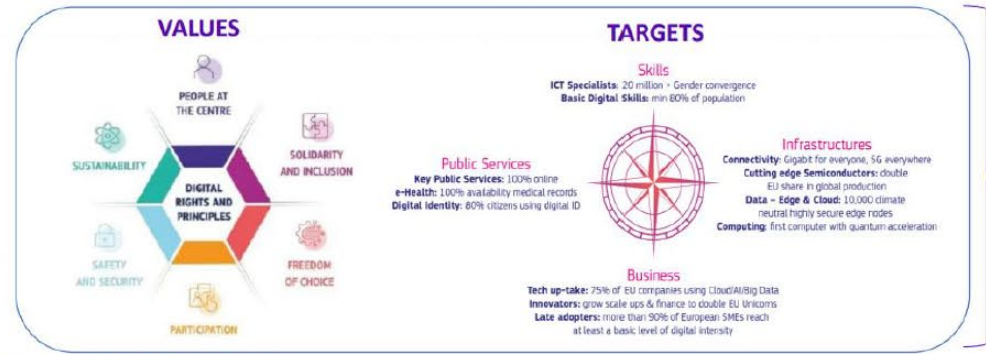 VALUES
PEOPLE AT
THE CENTRE
SUSTAINABILITY
SOLIDARITY
AND INCLUSION
DIGITAL
RIGHTS AND
PRINCIPLES
SAFETY
AND SECURITY
FREEDOM
OF CHOICE
PARTICIPATION
TARGETS
Skills
ICT Specialists: 20 million + Gender convergence
Basic Digital Skills: min 80% of population
Public Services
Key Public Services: 100% online
e-Health: 100% availability medical records
Digital Identity: 80% citizens using digital ID
Infrastructures
Connectivity: Gigabit for everyone, 5G everywhere
Cutting edge Semiconductors: double
EU share in global production
Data - Edge & Cloud: 10,000 climate
neutral highly secure edge nodes
Computing: first computer with quantum acceleration
Business
Tech up-take: 75% of EU companies using Cloud/AI/Big Data
Innovators: grow scale ups & finance to double EU Unicorns
Late adopters: more than 90% of European SMEs reach
at least a basic level of digital intensity